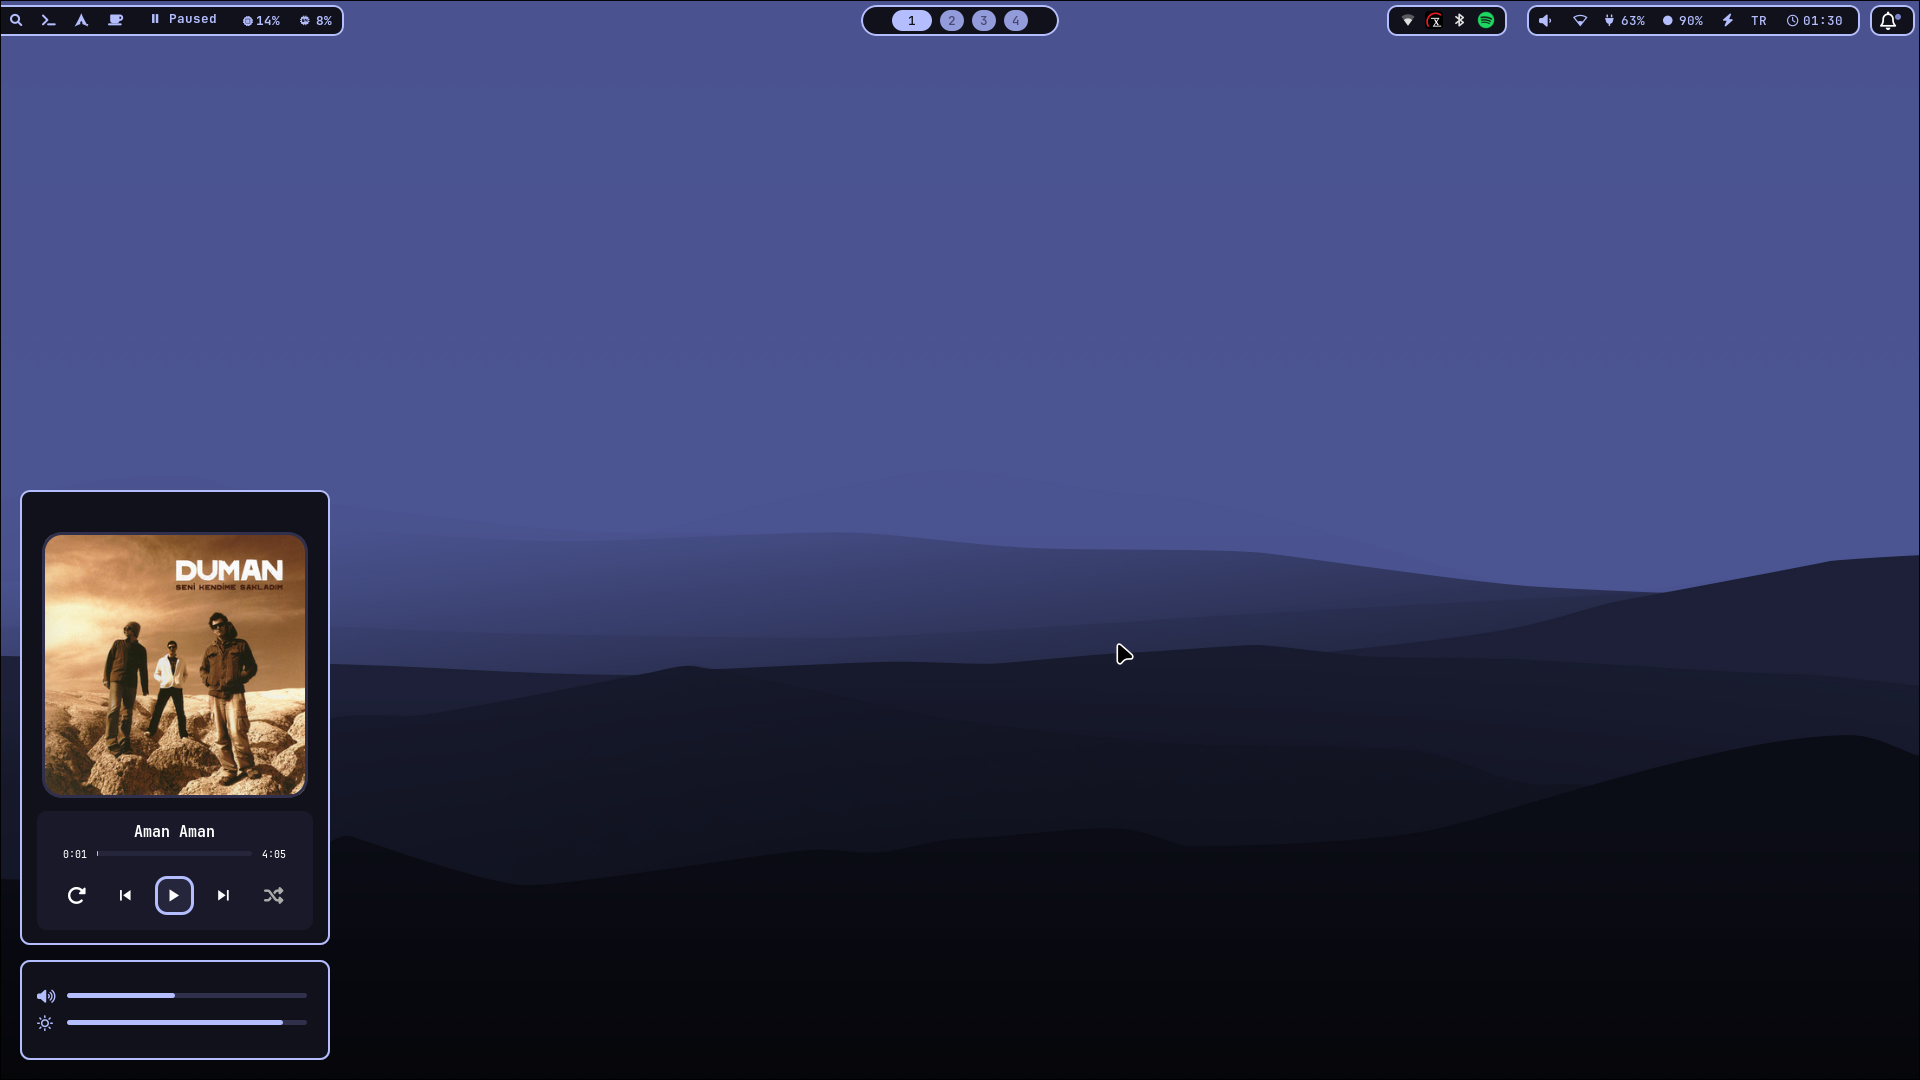 Paused 14% 8%
1 2 3 4
63% 90% TR 01:30
DUMAN
SENİ KENDİME SAKLADIM
Aman Aman
0:01 4:05